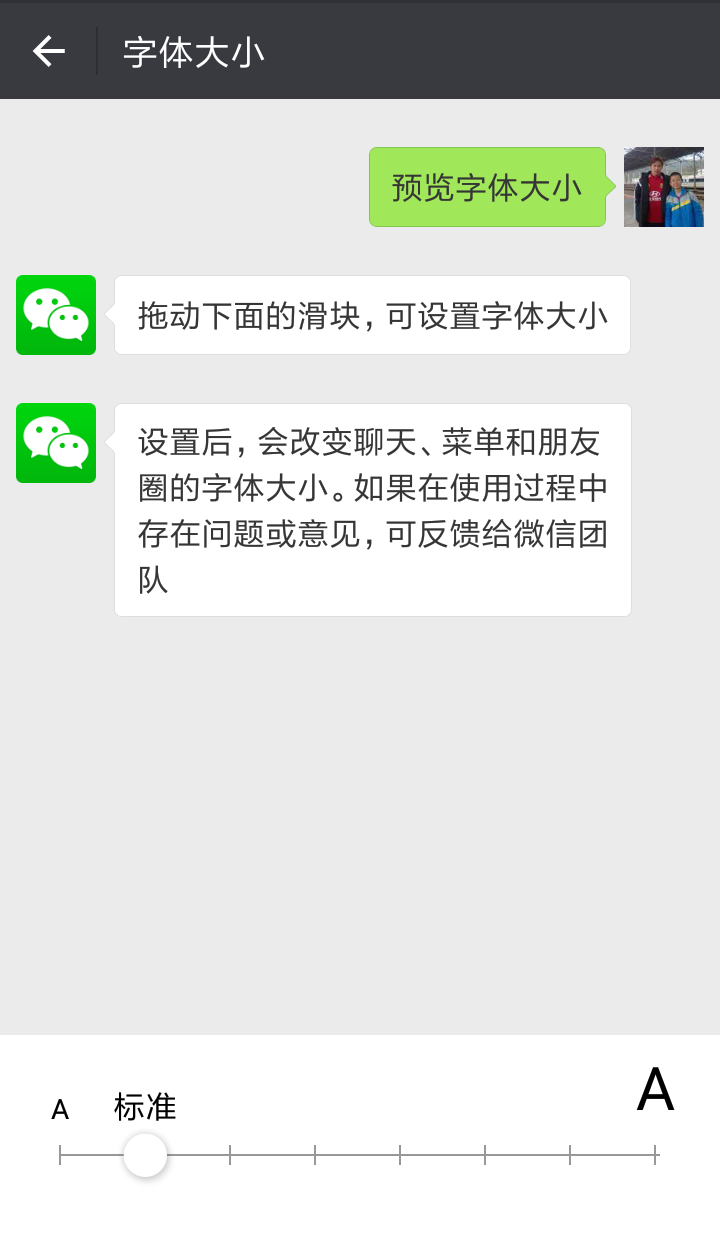 字体大小
预览字体大小
拖动下面的滑块，可设置字体大小
设置后，会改变聊天、菜单和朋友
圈的字体大小。如果在使用过程中
存在问题或意见，可反馈给微信团
队
A 标准 A